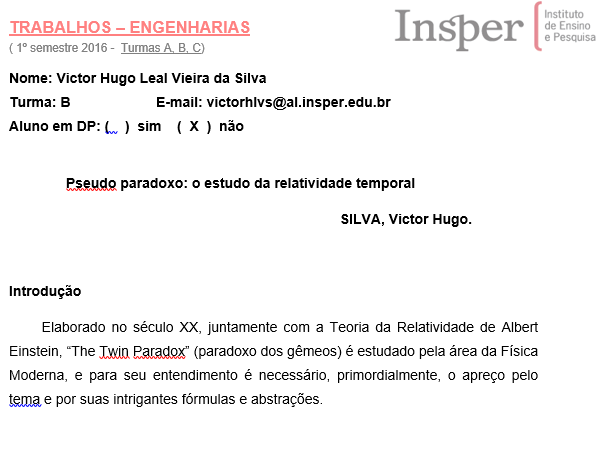 TRABALHOS – ENGENHARIAS
( 1º semestre 2016 -  Turmas A, B, C)
Insper
Instituto
de Ensino
e Pesquisa
Nome: Victor Hugo Leal Vieira da Silva
Turma: B E-mail: victorhlvs@al.insper.edu.br
Aluno em DP: (   )  sim    (  X  )  não
Pseudo paradoxo: o estudo da relatividade temporal
SILVA, Victor Hugo.
Introdução
Elaborado no século XX, juntamente com a Teoria da Relatividade de Albert
Einstein, “The Twin Paradox” (paradoxo dos gêmeos) é estudado pela área da Física
Moderna, e para seu entendimento é necessário, primordialmente, o apreço pelo
tema e por suas intrigantes fórmulas e abstrações.